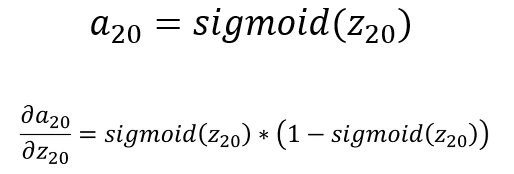 a₂₀ = sigmoid(z₂₀)
∂a₂₀/∂z₂₀ = sigmoid(z₂₀) * (1 − sigmoid(z₂₀))